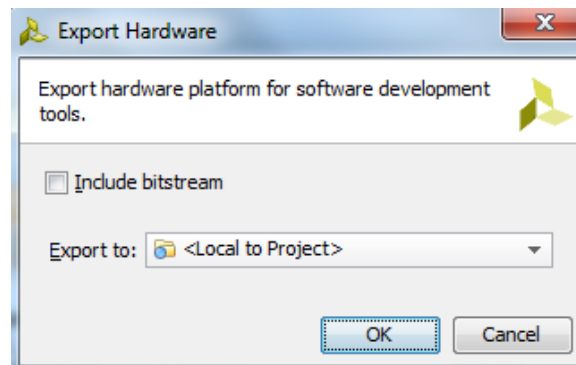 Export Hardware
Export hardware platform for software development
tools.
Include bitstream
Export to: <Local to Project>
OK Cancel